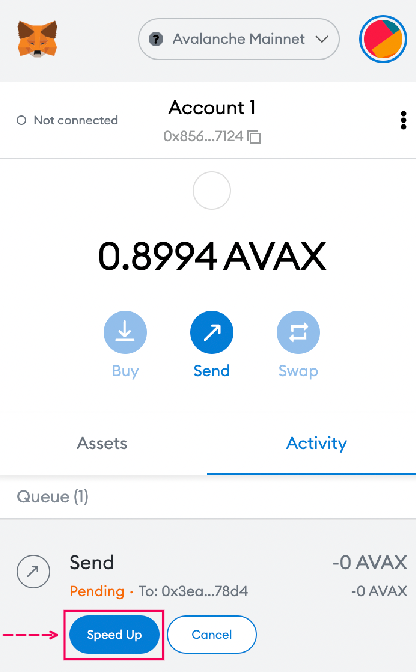 ? Avalanche Mainnet
Account 1
Not connected
0x856...7124
0.8994 AVAX
Buy Send Swap
Assets Activity
Queue (1)
Send -0 AVAX
Pending · To: 0x3ea...78d4 -0 AVAX
Speed Up Cancel